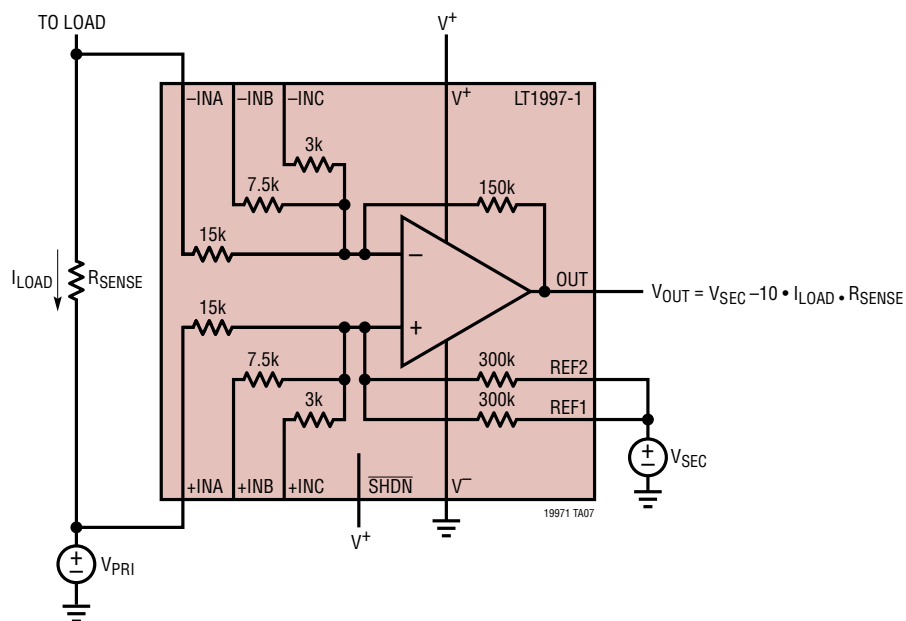 TO LOAD
V+
–INA
–INB
–INC
V+
LT1997-1
3k
7.5k
150k
15k
–
OUT
ILOAD
RSENSE
VOUT = VSEC –10 • ILOAD • RSENSE
15k
+
7.5k
300k
REF2
3k
300k
REF1
+
–
VSEC
+INA
+INB
+INC
SHDN
V–
19971 TA07
V+
+
–
VPRI